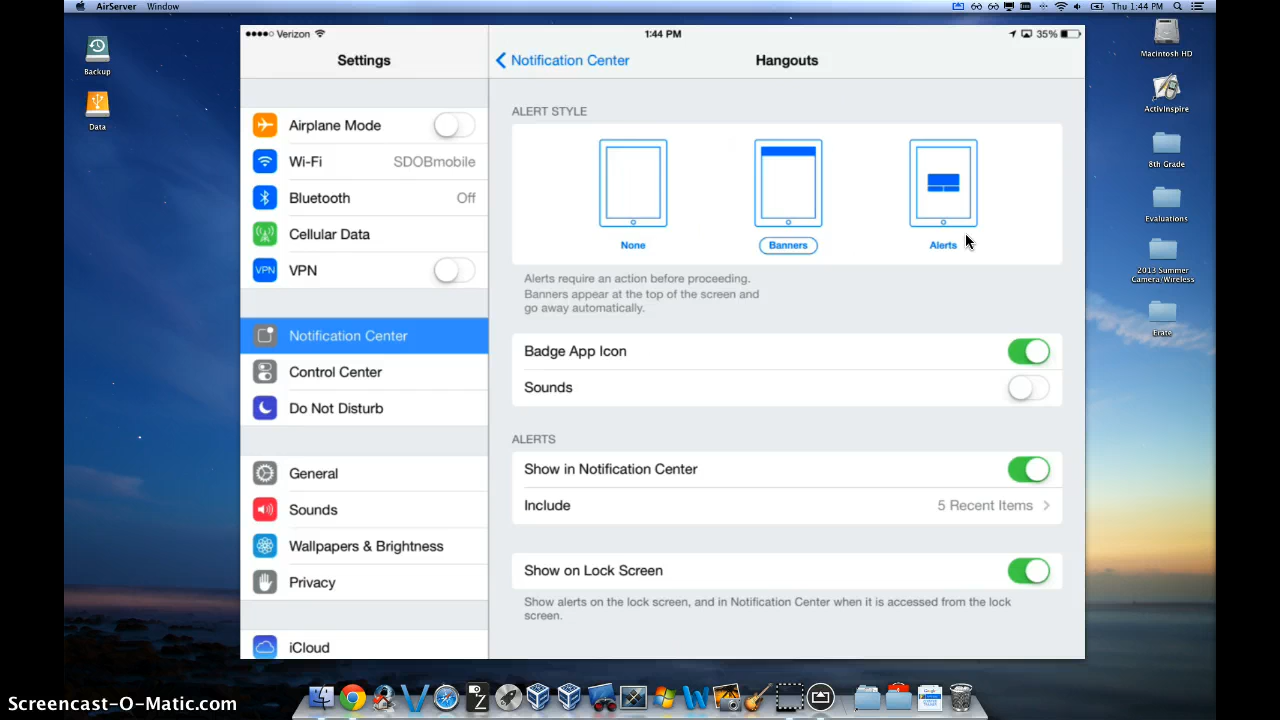 AirServer Window
Thu 1:44 PM
Backup
Data
Macintosh HD
ActivInspire
8th Grade
Evaluations
2013 Summer
Camera-Wireless
Erate
Verizon
1:44 PM
35%
Settings
Notification Center
Hangouts
Airplane Mode
Wi-Fi SDOBmobile
Bluetooth Off
Cellular Data
VPN VPN
Notification Center
Control Center
Do Not Disturb
General
Sounds
Wallpapers & Brightness
Privacy
iCloud
ALERT STYLE
None
Banners
Alerts
Alerts require an action before proceeding.
Banners appear at the top of the screen and
go away automatically.
Badge App Icon
Sounds
ALERTS
Show in Notification Center
Include 5 Recent Items
Show on Lock Screen
Show alerts on the lock screen, and in Notification Center when it is accessed from the lock
screen.
Screencast-O-Matic.com